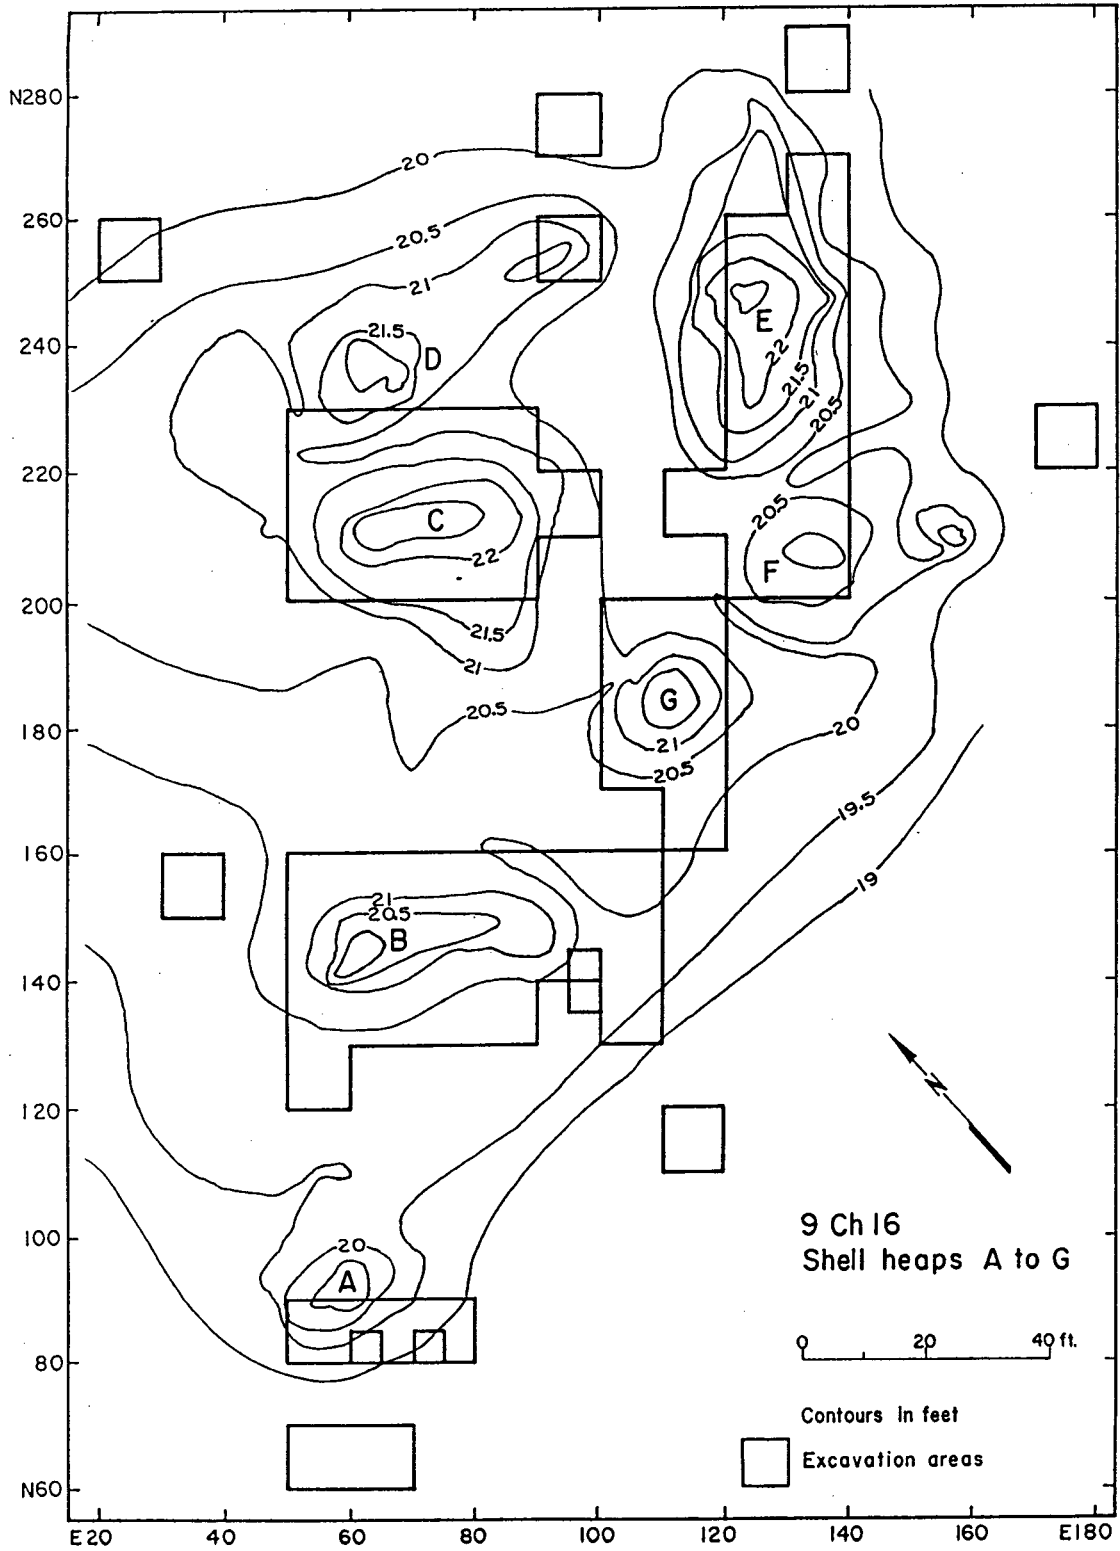 N280
20
260
20.5
21
240
21.5
D
E
22
21.5
21
20.5
220
C
22
20.5
F
200
21.5
21
20.5
G
180
21
20.5
20
19.5
160
19
21
20.5
B
140
120
N
100
20
A
9 Ch 16
Shell heaps A to G
0 20 40 ft.
80
Contours in feet
Excavation areas
N60
E20 40 60 80 100 120 140 160 E180